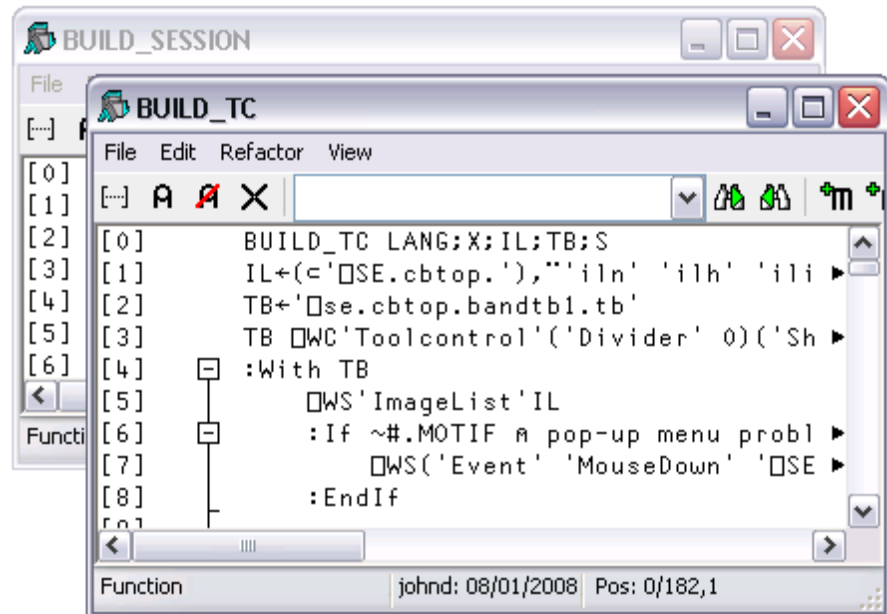 BUILD_SESSION
File
[0]
[1]
[2]
[3]
[4]
[5]
[6]
Functi
BUILD_TC
File Edit Refactor View
[0] BUILD_TC LANG;X;IL;TB;S
[1] IL←(⊂'⎕SE.cbtop.'),¨'iln' 'ilh' 'ili
[2] TB←'⎕se.cbtop.bandtb1.tb'
[3] TB ⎕WC'Toolcontrol'('Divider' 0)('Sh
[4] :With TB
[5] ⎕WS'ImageList'IL
[6] :If ~#.MOTIF ⍝ pop-up menu probl
[7] ⎕WS('Event' 'MouseDown' '⎕SE
[8] :EndIf
Function johnd: 08/01/2008 Pos: 0/182,1